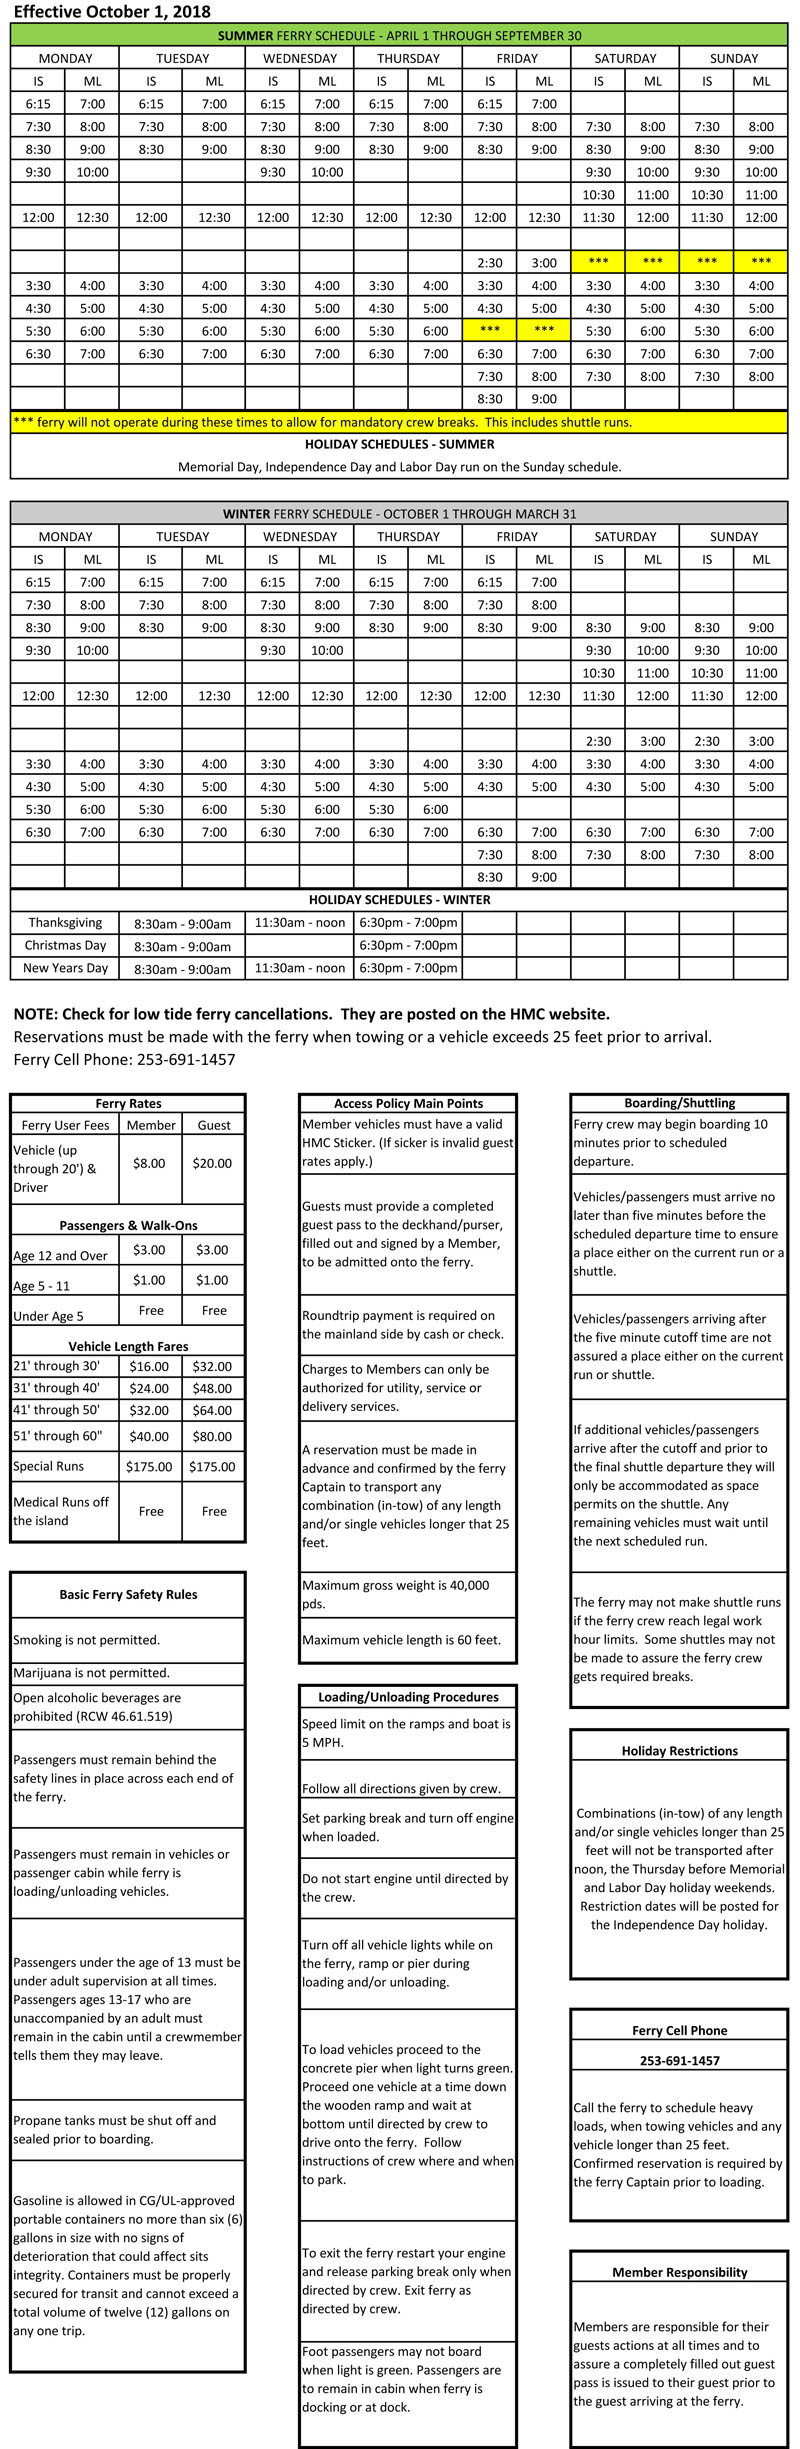 Effective October 1, 2018
SUMMER FERRY SCHEDULE - APRIL 1 THROUGH SEPTEMBER 30
MONDAY TUESDAY WEDNESDAY THURSDAY FRIDAY SATURDAY SUNDAY
IS ML IS ML IS ML IS ML IS ML IS ML IS ML
6:15 7:00 6:15 7:00 6:15 7:00 6:15 7:00 6:15 7:00
7:30 8:00 7:30 8:00 7:30 8:00 7:30 8:00 7:30 8:00 7:30 8:00 7:30 8:00
8:30 9:00 8:30 9:00 8:30 9:00 8:30 9:00 8:30 9:00
9:30 10:00 9:30 10:00 9:30 10:00 9:30 10:00
10:30 11:00 10:30 11:00
12:00 12:30 12:00 12:30 12:00 12:30 12:00 12:30 12:00 12:30 11:30 12:00 11:30 12:00
2:30 3:00 *** *** *** ***
3:30 4:00 3:30 4:00 3:30 4:00 3:30 4:00 3:30 4:00 3:30 4:00 3:30 4:00
4:30 5:00 4:30 5:00 4:30 5:00 4:30 5:00 4:30 5:00 4:30 5:00 4:30 5:00
5:30 6:00 5:30 6:00 5:30 6:00 5:30 6:00 *** *** 5:30 6:00 5:30 6:00
6:30 7:00 6:30 7:00 6:30 7:00 6:30 7:00 6:30 7:00 6:30 7:00 6:30 7:00
7:30 8:00 7:30 8:00 7:30 8:00
8:30 9:00
*** ferry will not operate during these times to allow for mandatory crew breaks. This includes shuttle runs.
HOLIDAY SCHEDULES - SUMMER
Memorial Day, Independence Day and Labor Day run on the Sunday schedule.
WINTER FERRY SCHEDULE - OCTOBER 1 THROUGH MARCH 31
MONDAY TUESDAY WEDNESDAY THURSDAY FRIDAY SATURDAY SUNDAY
IS ML IS ML IS ML IS ML IS ML IS ML IS ML
6:15 7:00 6:15 7:00 6:15 7:00 6:15 7:00 6:15 7:00
7:30 8:00 7:30 8:00 7:30 8:00 7:30 8:00 7:30 8:00
8:30 9:00 8:30 9:00 8:30 9:00 8:30 9:00 8:30 9:00 8:30 9:00 8:30 9:00
9:30 10:00 9:30 10:00 9:30 10:00 9:30 10:00
10:30 11:00 10:30 11:00
12:00 12:30 12:00 12:30 12:00 12:30 12:00 12:30 12:00 12:30 11:30 12:00 11:30 12:00
2:30 3:00 2:30 3:00
3:30 4:00 3:30 4:00 3:30 4:00 3:30 4:00 3:30 4:00 3:30 4:00 3:30 4:00
4:30 5:00 4:30 5:00 4:30 5:00 4:30 5:00 4:30 5:00 4:30 5:00 4:30 5:00
5:30 6:00 5:30 6:00 5:30 6:00 5:30 6:00
6:30 7:00 6:30 7:00 6:30 7:00 6:30 7:00 6:30 7:00 6:30 7:00 6:30 7:00
7:30 8:00 7:30 8:00 7:30 8:00
8:30 9:00
HOLIDAY SCHEDULES - WINTER
Thanksgiving 8:30am - 9:00am 11:30am - noon 6:30pm - 7:00pm
Christmas Day 8:30am - 9:00am 6:30pm - 7:00pm
New Years Day 8:30am - 9:00am 11:30am - noon 6:30pm - 7:00pm
NOTE: Check for low tide ferry cancellations. They are posted on the HMC website.
Reservations must be made with the ferry when towing or a vehicle exceeds 25 feet prior to arrival.
Ferry Cell Phone: 253-691-1457
Ferry Rates
Ferry User Fees Member Guest
Vehicle (up
through 20') &
Driver
$8.00 $20.00
Passengers & Walk-Ons
Age 12 and Over $3.00 $3.00
Age 5 - 11 $1.00 $1.00
Under Age 5 Free Free
Vehicle Length Fares
21' through 30' $16.00 $32.00
31' through 40' $24.00 $48.00
41' through 50' $32.00 $64.00
51' through 60" $40.00 $80.00
Special Runs $175.00 $175.00
Medical Runs off
the island
Free Free
Basic Ferry Safety Rules
Smoking is not permitted.
Marijuana is not permitted.
Open alcoholic beverages are
prohibited (RCW 46.61.519)
Passengers must remain behind the
safety lines in place across each end of
the ferry.
Passengers must remain in vehicles or
passenger cabin while ferry is
loading/unloading vehicles.
Passengers under the age of 13 must be
under adult supervision at all times.
Passengers ages 13-17 who are
unaccompanied by an adult must
remain in the cabin until a crewmember
tells them they may leave.
Propane tanks must be shut off and
sealed prior to boarding.
Gasoline is allowed in CG/UL-approved
portable containers no more than six (6)
gallons in size with no signs of
deterioration that could affect sits
integrity. Containers must be properly
secured for transit and cannot exceed a
total volume of twelve (12) gallons on
any one trip.
Access Policy Main Points
Member vehicles must have a valid
HMC Sticker. (If sicker is invalid guest
rates apply.)
Guests must provide a completed
guest pass to the deckhand/purser,
filled out and signed by a Member,
to be admitted onto the ferry.
Roundtrip payment is required on
the mainland side by cash or check.
Charges to Members can only be
authorized for utility, service or
delivery services.
A reservation must be made in
advance and confirmed by the ferry
Captain to transport any
combination (in-tow) of any length
and/or single vehicles longer that 25
feet.
Maximum gross weight is 40,000
pds.
Maximum vehicle length is 60 feet.
Loading/Unloading Procedures
Speed limit on the ramps and boat is
5 MPH.
Follow all directions given by crew.
Set parking break and turn off engine
when loaded.
Do not start engine until directed by
the crew.
Turn off all vehicle lights while on
the ferry, ramp or pier during
loading and/or unloading.
To load vehicles proceed to the
concrete pier when light turns green.
Proceed one vehicle at a time down
the wooden ramp and wait at
bottom until directed by crew to
drive onto the ferry. Follow
instructions of crew where and when
to park.
To exit the ferry restart your engine
and release parking break only when
directed by crew. Exit ferry as
directed by crew.
Foot passengers may not board
when light is green. Passengers are
to remain in cabin when ferry is
docking or at dock.
Boarding/Shuttling
Ferry crew may begin boarding 10
minutes prior to scheduled
departure.
Vehicles/passengers must arrive no
later than five minutes before the
scheduled departure time to ensure
a place either on the current run or a
shuttle.
Vehicles/passengers arriving after
the five minute cutoff time are not
assured a place either on the current
run or shuttle.
If additional vehicles/passengers
arrive after the cutoff and prior to
the final shuttle departure they will
only be accommodated as space
permits on the shuttle. Any
remaining vehicles must wait until
the next scheduled run.
The ferry may not make shuttle runs
if the ferry crew reach legal work
hour limits. Some shuttles may not
be made to assure the ferry crew
gets required breaks.
Holiday Restrictions
Combinations (in-tow) of any length
and/or single vehicles longer than 25
feet will not be transported after
noon, the Thursday before Memorial
and Labor Day holiday weekends.
Restriction dates will be posted for
the Independence Day holiday.
Ferry Cell Phone
253-691-1457
Call the ferry to schedule heavy
loads, when towing vehicles and any
vehicle longer than 25 feet.
Confirmed reservation is required by
the ferry Captain prior to loading.
Member Responsibility
Members are responsible for their
guests actions at all times and to
assure a completely filled out guest
pass is issued to their guest prior to
the guest arriving at the ferry.